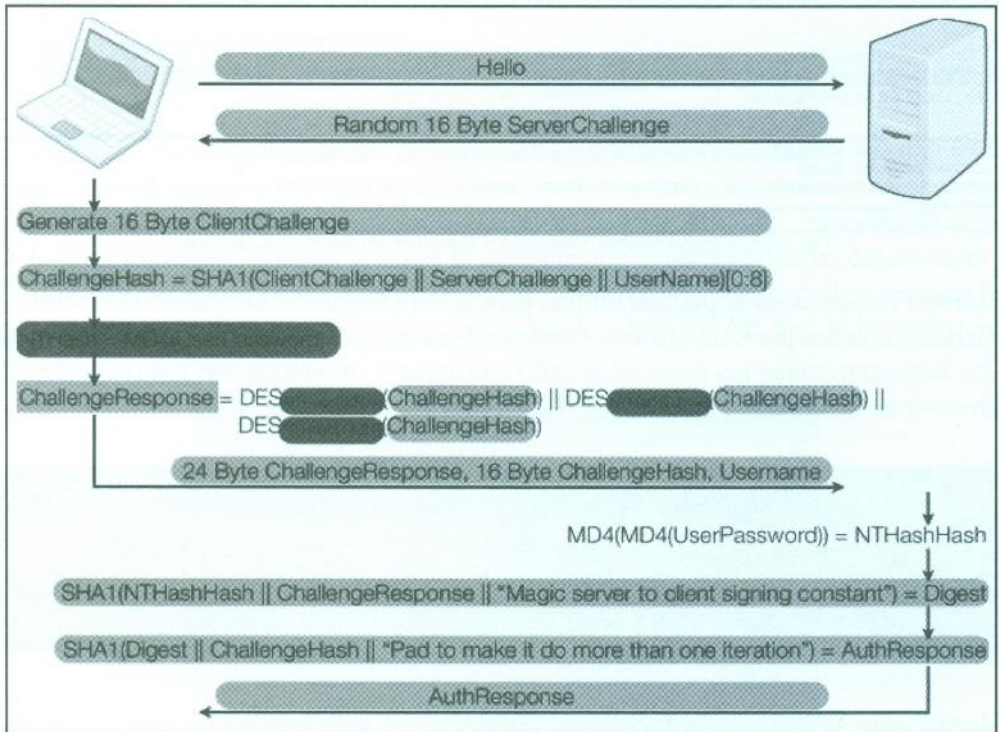 Hello
Random 16 Byte ServerChallenge
Generate 16 Byte ClientChallenge
ChallengeHash = SHA1(ClientChallenge || ServerChallenge || UserName)[0:8]
ChallengeResponse = DES (ChallengeHash) || DES (ChallengeHash) ||
DES (ChallengeHash)
24 Byte ChallengeResponse, 16 Byte ChallengeHash, Username
MD4(MD4(UserPassword)) = NTHashHash
SHA1(NTHashHash || ChallengeResponse || "Magic server to client signing constant") = Digest
SHA1(Digest || ChallengeHash || "Pad to make it do more than one iteration") = AuthResponse
AuthResponse